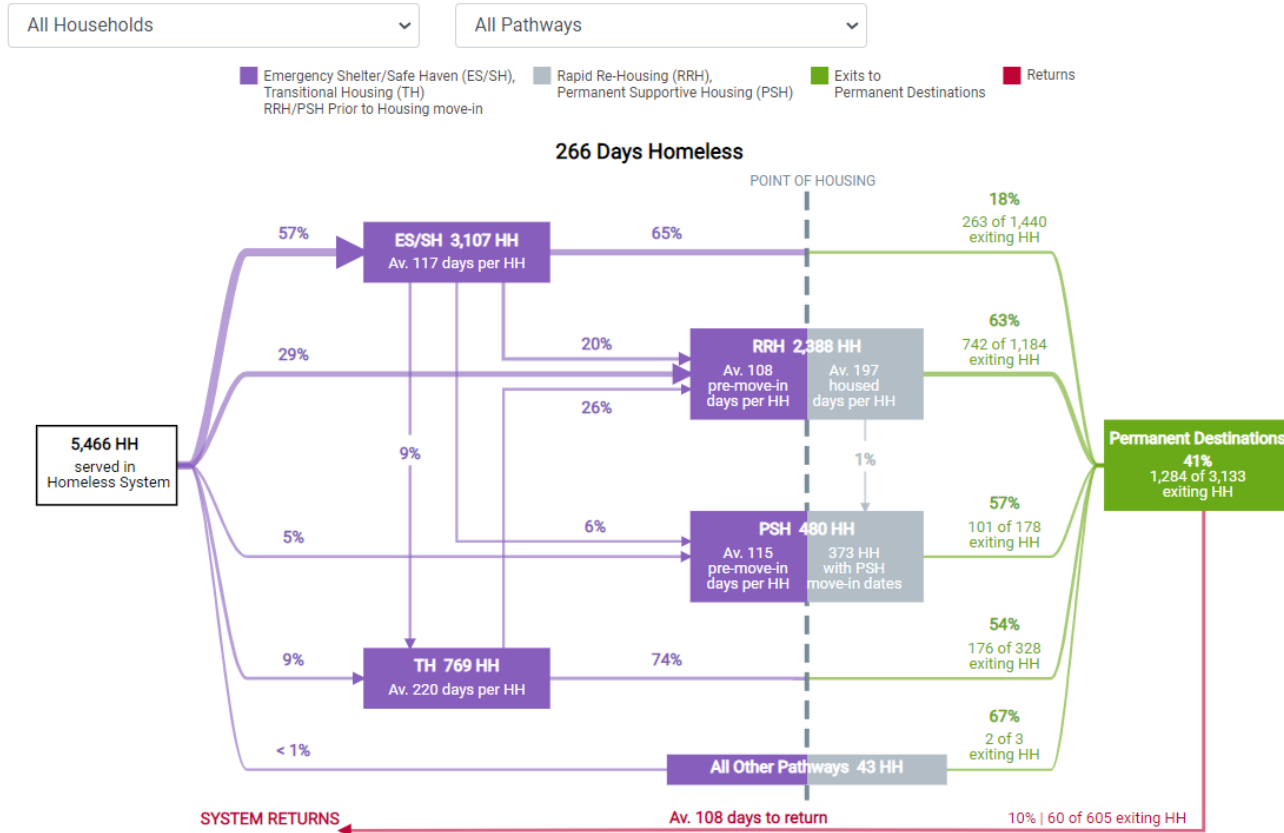 All Households
All Pathways
Emergency Shelter/Safe Haven (ES/SH),
Transitional Housing (TH)
RRH/PSH Prior to Housing move-in
Rapid Re-Housing (RRH),
Permanent Supportive Housing (PSH)
Exits to
Permanent Destinations
Returns
266 Days Homeless
POINT OF HOUSING
57%
ES/SH 3,107 HH
Av. 117 days per HH
65%
18%
263 of 1,440
exiting HH
29%
20%
RRH 2,388 HH
Av. 108
pre-move-in
days per HH
Av. 197
housed
days per HH
63%
742 of 1,184
exiting HH
26%
5,466 HH
served in
Homeless System
9%
1%
Permanent Destinations
41%
1,284 of 3,133
exiting HH
5%
6%
PSH 480 HH
Av. 115
pre-move-in
days per HH
373 HH
with PSH
move-in dates
57%
101 of 178
exiting HH
9%
TH 769 HH
Av. 220 days per HH
74%
54%
176 of 328
exiting HH
< 1%
All Other Pathways 43 HH
67%
2 of 3
exiting HH
SYSTEM RETURNS
Av. 108 days to return
10% | 60 of 605 exiting HH